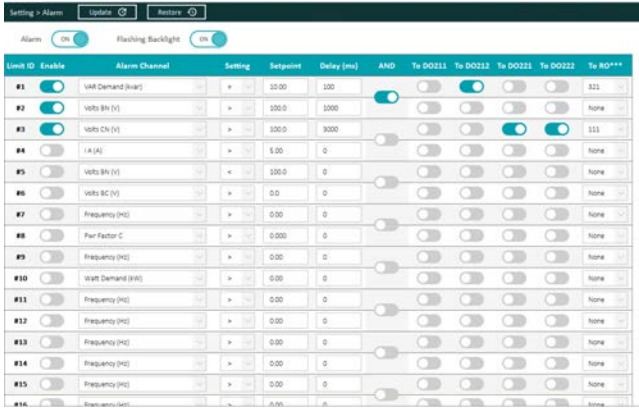 Setting > Alarm Update Restore
Alarm ON Flashing Backlight ON
Limit ID Enable Alarm Channel Setting Setpoint Delay (ms) AND To DO211 To DO212 To DO221 To DO222 To RO***
#1 VAR Demand (kvar) 10.00 100 321
#2 Volts BN (V) > 100.0 1000 None
#3 Volts CN (V) > 100.0 3000 111
#4 I A (A) > 5.00 0 None
#5 Volts BN (V) < 100.0 0 None
#6 Volts BC (V) > 0.0 0 None
#7 Frequency (Hz) > 0.00 0 None
#8 Pwr Factor C > 0.000 0 None
#9 Frequency (Hz) > 0.00 0 None
#10 Watt Demand (kW) > 0.00 0 None
#11 Frequency (Hz) > 0.00 0 None
#12 Frequency (Hz) > 0.00 0 None
#13 Frequency (Hz) > 0.00 0 None
#14 Frequency (Hz) > 0.00 0 None
#15 Frequency (Hz) > 0.00 0 None
#16 Frequency (Hz) > 0.00 0 None